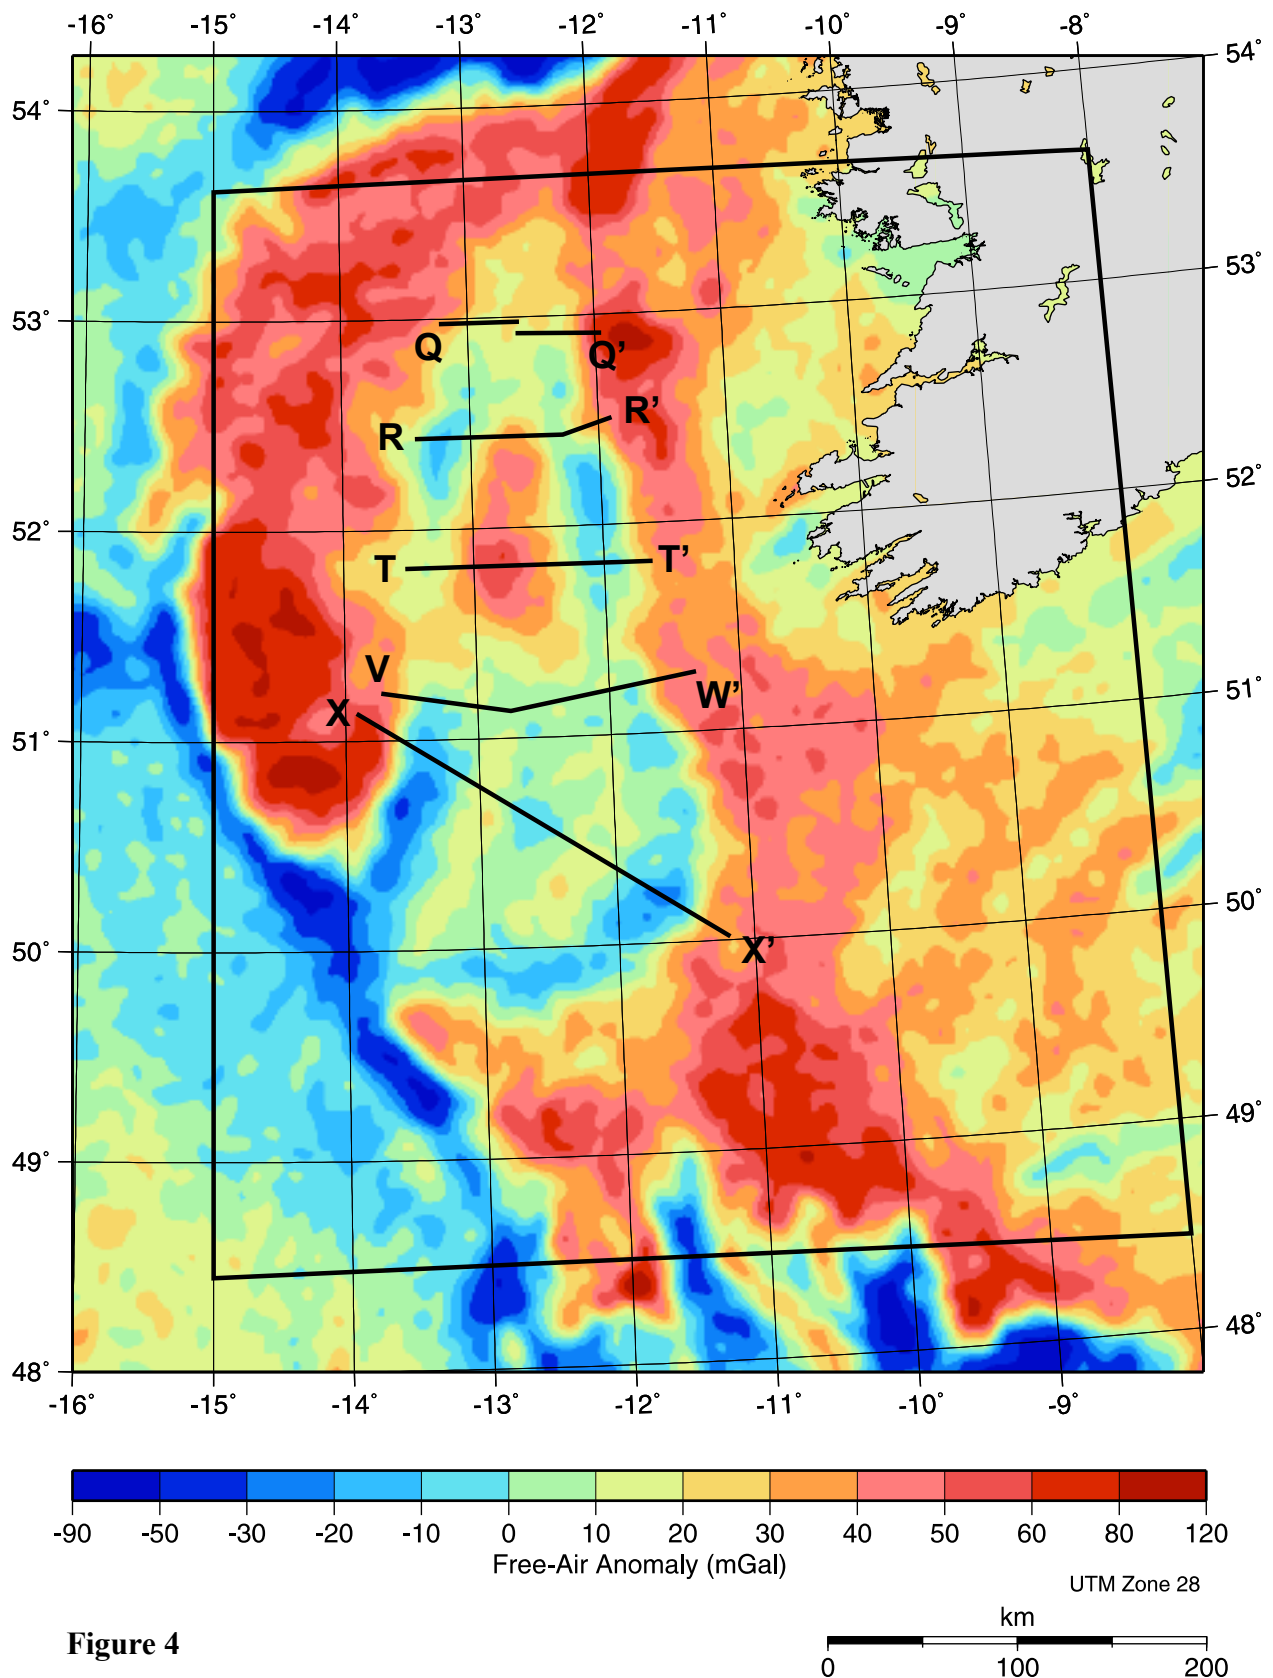 -16° -15° -14° -13° -12° -11° -10° -9° -8°
54° 54°
53° 53°
Q Q'
R R'
52° 52°
T T'
V W'
51° 51°
X
50° 50°
X'
49° 49°
48° 48°
-16° -15° -14° -13° -12° -11° -10° -9°
-90 -50 -30 -20 -10 0 10 20 30 40 50 60 80 120
Free-Air Anomaly (mGal)
UTM Zone 28
Figure 4
km
0 100 200